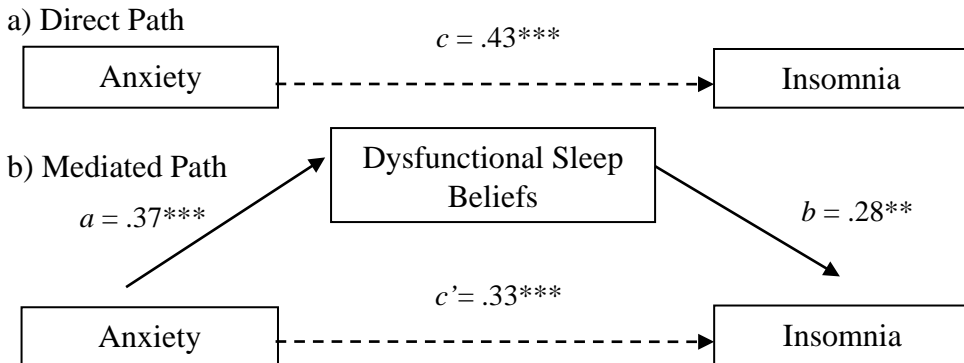 a) Direct Path
c = .43***
Anxiety
Insomnia
b) Mediated Path
Dysfunctional Sleep
Beliefs
a = .37***
b = .28**
c’= .33***
Anxiety
Insomnia